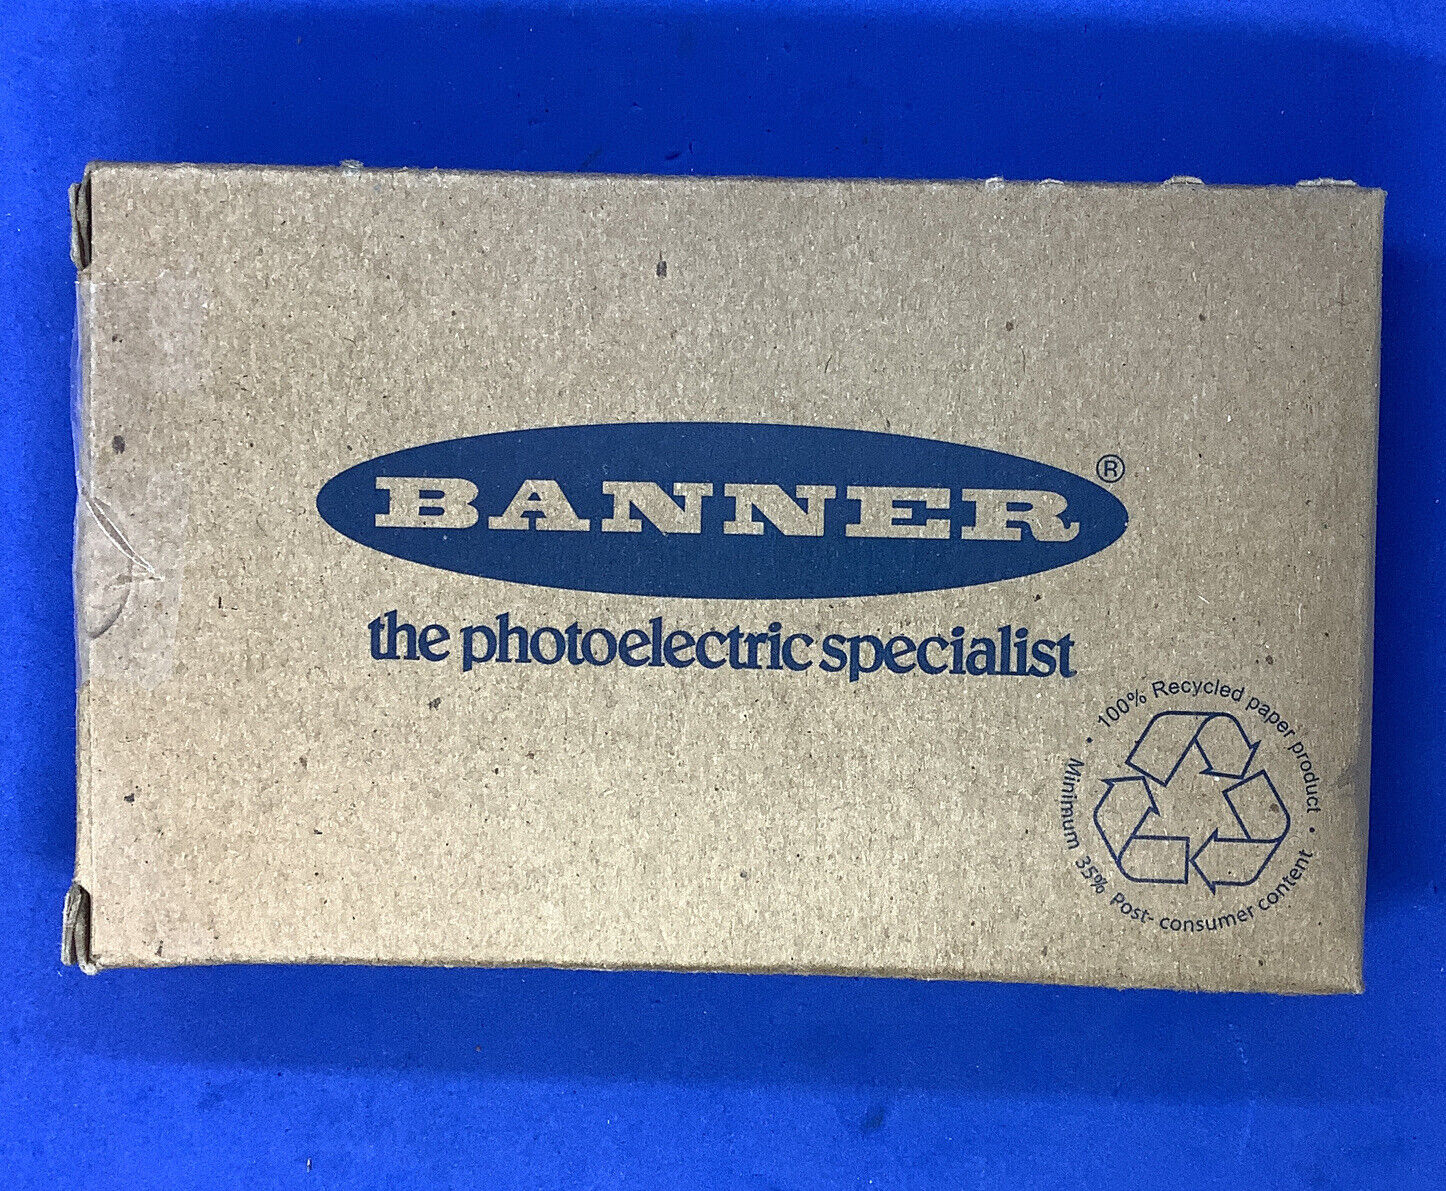 BANNER®
the photoelectric specialist
• 100% Recycled paper product •
Minimum 35% Post-consumer content